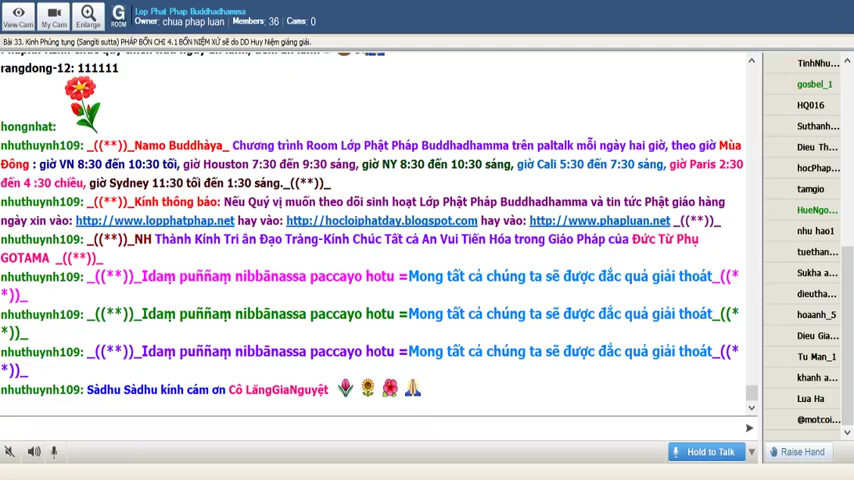 View Cam
My Cam
Enlarge
G
ROOM
Lop Phat Phap Buddhadhamma
Owner: chua phap luan / Members: 36 / Cams: 0
Bài 33. Kinh Phúng tụng (Sangiti sutta) PHÁP BỐN CHI 4.1 BỐN NIỆM XỨ sẽ do DD Huy Niệm giảng giải.
rangdong-12: 111111
hongnhat:
nhuthuynh109: _((**))_Namo Buddhàya_ Chương trình Room Lớp Phật Pháp Buddhadhamma trên paltalk mỗi ngày hai giờ, theo giờ Mùa
Đông : giờ VN 8:30 đến 10:30 tối, giờ Houston 7:30 đến 9:30 sáng, giờ NY 8:30 đến 10:30 sáng, giờ Cali 5:30 đến 7:30 sáng, giờ Paris 2:30
đến 4 :30 chiều, giờ Sydney 11:30 tối đến 1:30 sáng._((**))_
nhuthuynh109: _((**))_Kính thông báo: Nếu Quý vị muốn theo dõi sinh hoạt Lớp Phật Pháp Buddhadhamma và tin tức Phật giáo hàng
ngày xin vào: http://www.lopphatphap.net hay vào: http://hocloiphatday.blogspot.com hay vào: http://www.phapluan.net _((**))_
nhuthuynh109: _((**))_NH Thành Kính Tri ân Đạo Tràng-Kính Chúc Tất cả An Vui Tiến Hóa trong Giáo Pháp của Đức Từ Phụ
GOTAMA _((**))_
nhuthuynh109: _((**))_Idaṃ puññaṃ nibbānassa paccayo hotu =Mong tất cả chúng ta sẽ được đắc quả giải thoát_((*
*))_
nhuthuynh109: _((**))_Idaṃ puññaṃ nibbānassa paccayo hotu =Mong tất cả chúng ta sẽ được đắc quả giải thoát_((*
*))_
nhuthuynh109: _((**))_Idaṃ puññaṃ nibbānassa paccayo hotu =Mong tất cả chúng ta sẽ được đắc quả giải thoát_((*
*))_
nhuthuynh109: Sàdhu Sàdhu kính cám ơn Cô LăngGiaNguyệt
TinhNhu...
gosbel_1
HQ016
Suthanh...
Dieu Th...
hocPhap...
tamgio
HueNgo...
nhu hao1
tuethan...
Sukha a...
dieutha...
hoaanh_5
Dieu Gia...
Tu Man_1
khanh a...
Lua Ha
@motcoi...
Hold to Talk
Raise Hand